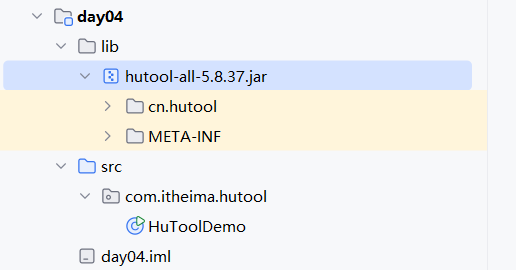 day04
lib
hutool-all-5.8.37.jar
cn.hutool
META-INF
src
com.itheima.hutool
HuToolDemo
day04.iml